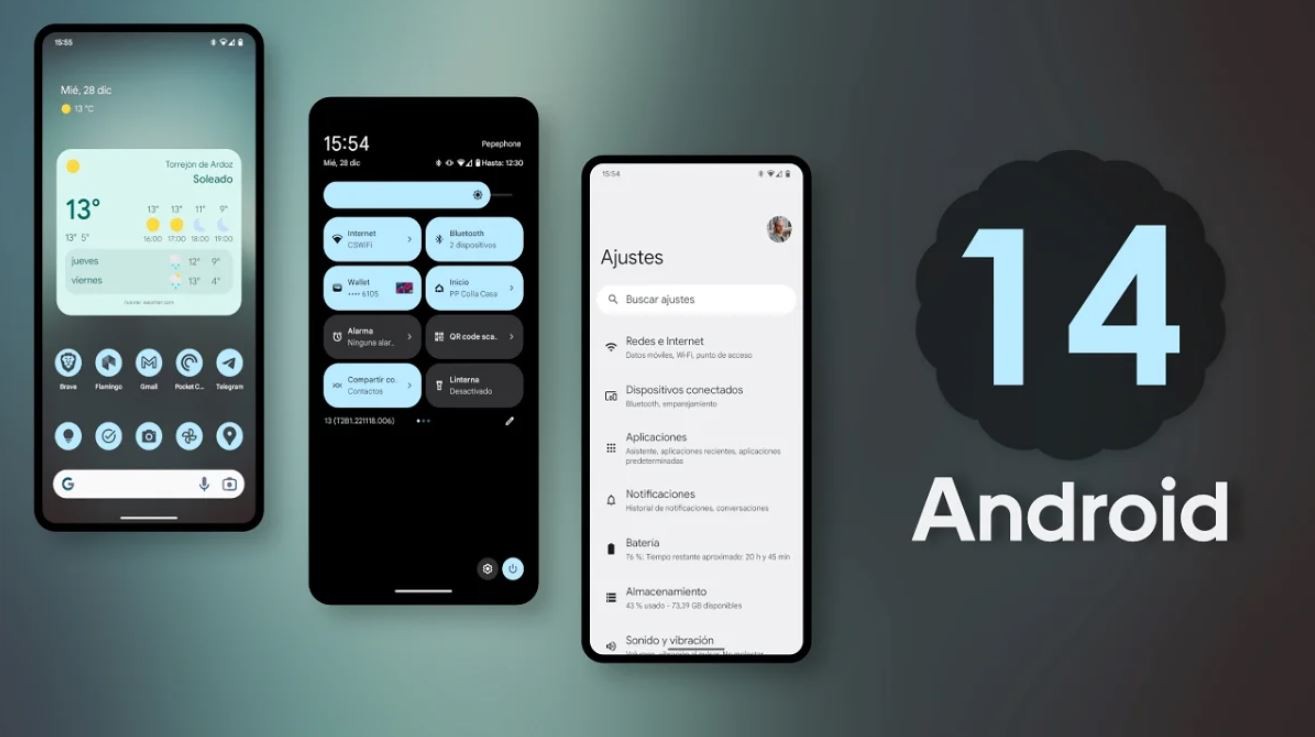 15:55
Mié, 28 dic
13 °C
Torrejón de Ardoz
Soleado
13°
13° 13° 11° 9°
13° 5°
16:00 17:00 18:00 19:00
jueves 12° 9°
viernes 13° 4°
Brave Flamingo Gmail Pocket C... Telegram
G
15:54
Pepephone
Mié, 28 dic
Hasta: 12:30
Internet
CSWiFi
Bluetooth
2 dispositivos
Wallet
•••• 6105
Inicio
PP Colla Casa
Alarma
Ninguna alar..
QR code sca..
Compartir co.
Contactos
Linterna
Desactivado
13 (T2B1.221118.006)
15:54
Ajustes
Buscar ajustes
Redes e Internet
Datos móviles, Wi-Fi, punto de acceso
Dispositivos conectados
Bluetooth, emparejamiento
Aplicaciones
Asistente, aplicaciones recientes, aplicaciones
predeterminadas
Notificaciones
Historial de notificaciones, conversaciones
Batería
76 %: Tiempo restante aproximado: 20 h y 45 min
Almacenamiento
43 % usado - 73,39 GB disponibles
Sonido y vibración
14
Android